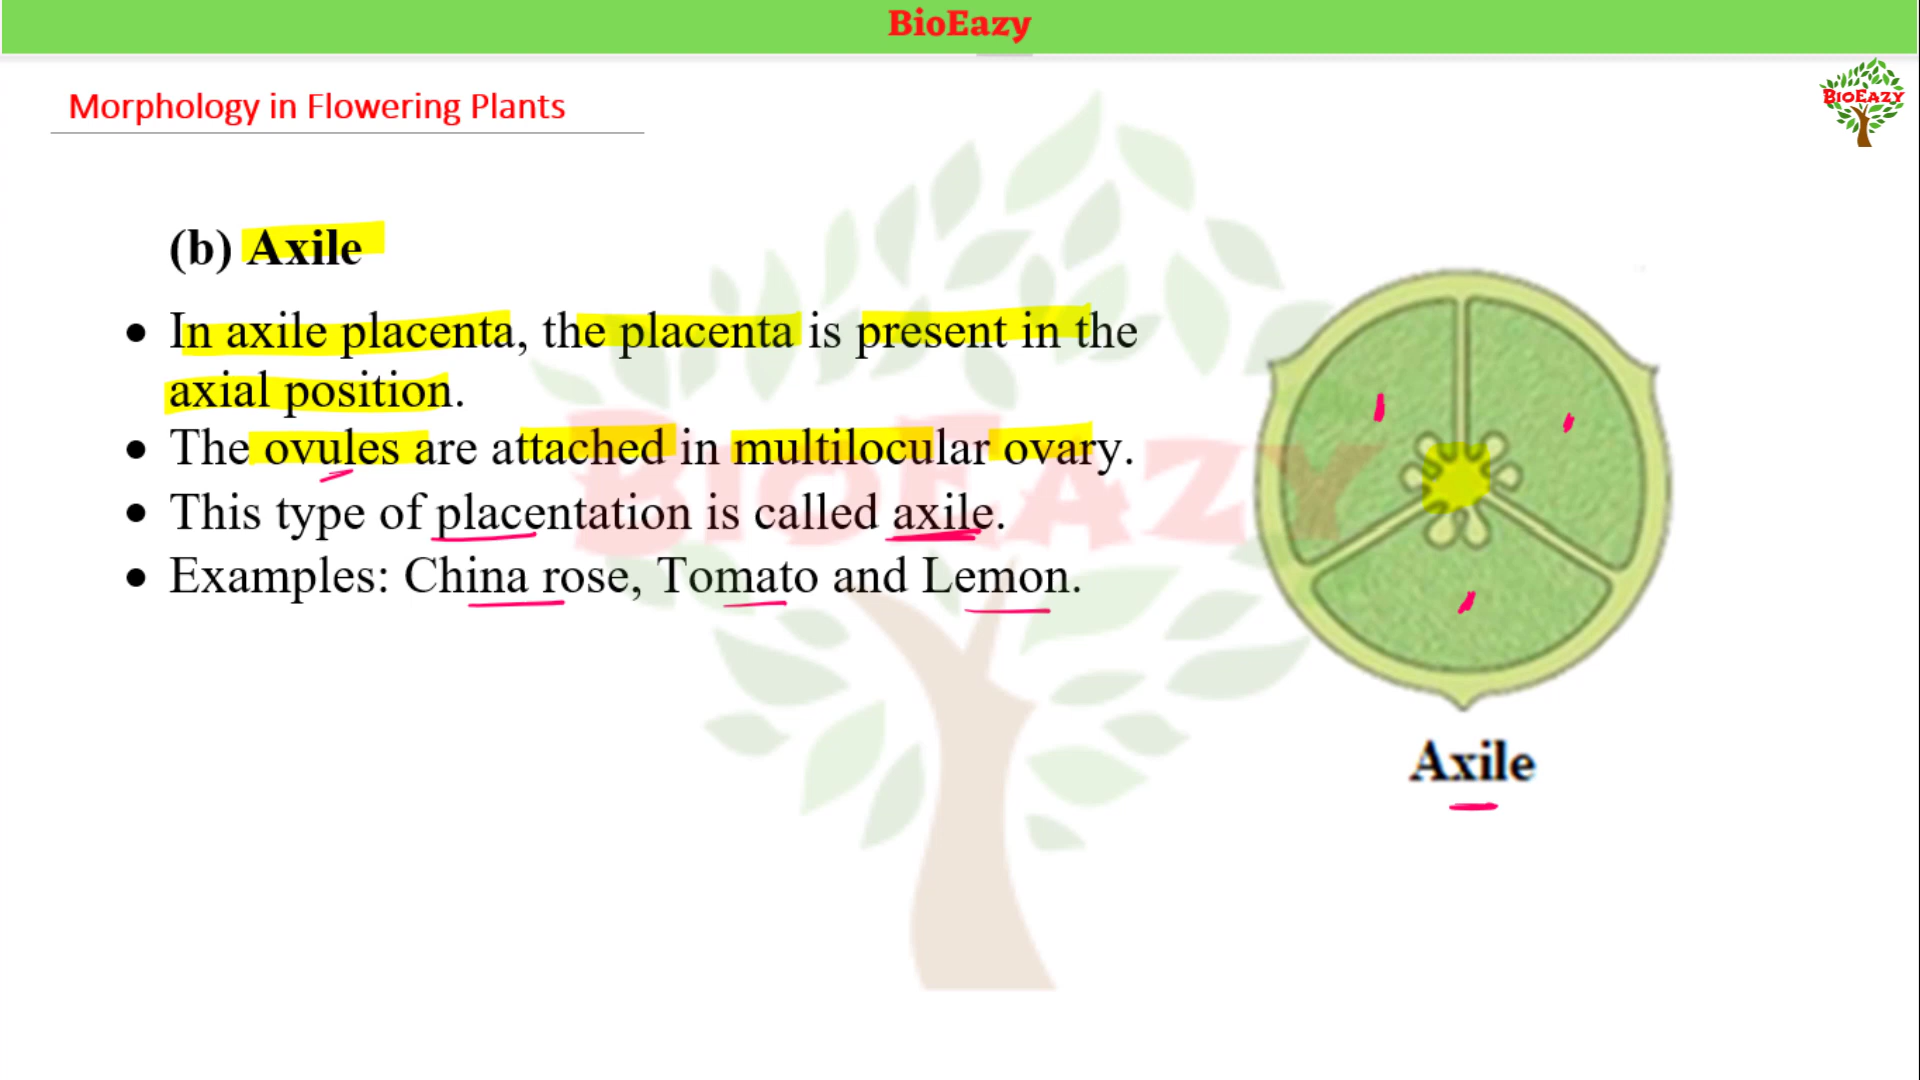 BioEazy
BIOEAZY
Morphology in Flowering Plants
(b) Axile
• In axile placenta, the placenta is present in the
axial position.
• The ovules are attached in multilocular ovary.
• This type of placentation is called axile.
• Examples: China rose, Tomato and Lemon.
BIOEAZY
Axile